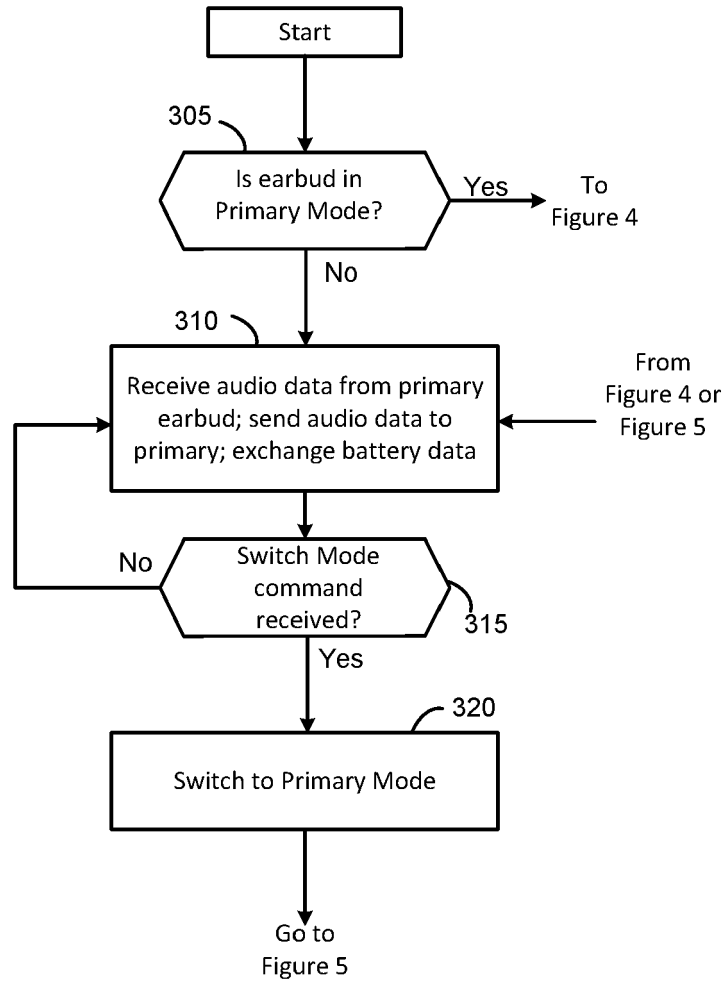 Start
305
Is earbud in
Primary Mode?
Yes
To
Figure 4
No
310
Receive audio data from primary
earbud; send audio data to
primary; exchange battery data
From
Figure 4 or
Figure 5
No
Switch Mode
command
received?
315
Yes
320
Switch to Primary Mode
Go to
Figure 5